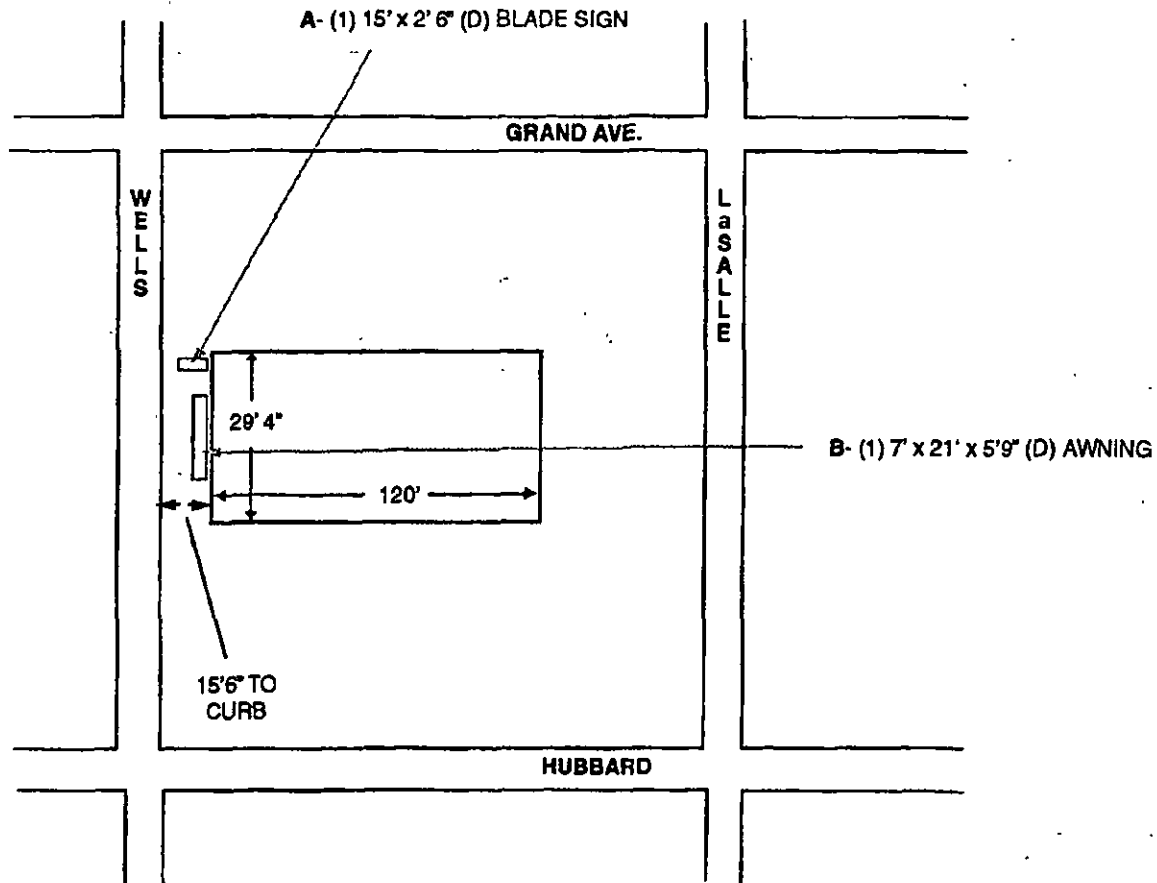 A- (1) 15' x 2' 6" (D) BLADE SIGN
GRAND AVE.
WELLS
LaSALLE
29' 4"
B- (1) 7' x 21' x 5'9" (D) AWNING
120'
15'6" TO
CURB
HUBBARD